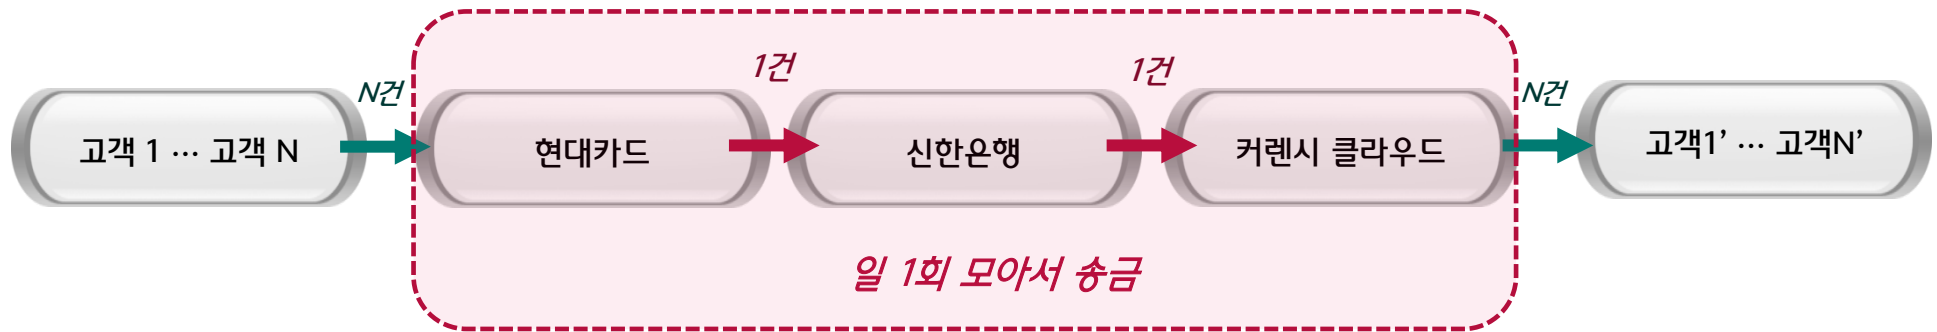 고객 1 ··· 고객 N
N건
현대카드
1건
신한은행
1건
커렌시 클라우드
N건
고객1’ ··· 고객N’
일 1회 모아서 송금